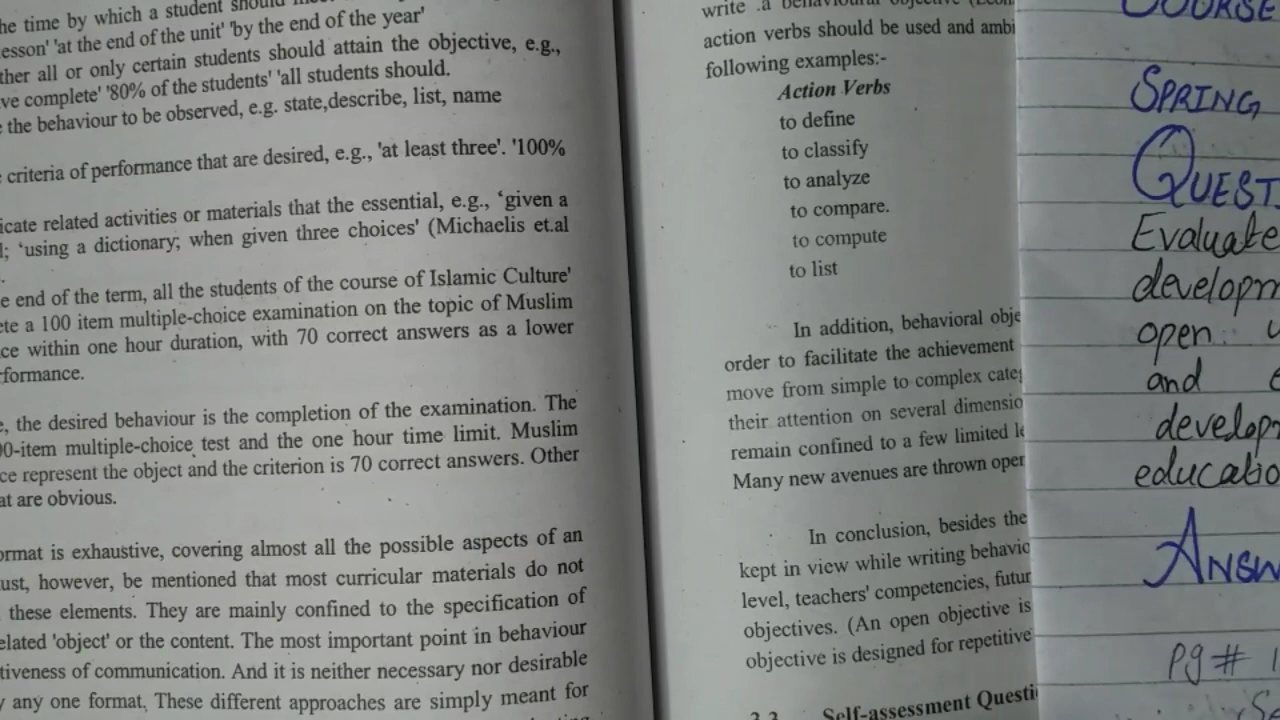 he time by which a student should
esson' 'at the end of the unit' 'by the end of the year'
ther all or only certain students should attain the objective, e.g.,
ve complete' '80% of the students' 'all students should.
the behaviour to be observed, e.g. state,describe, list, name
criteria of performance that are desired, e.g., 'at least three'. '100%
icate related activities or materials that the essential, e.g., ‘given a
l; ‘using a dictionary; when given three choices' (Michaelis et.al
e end of the term, all the students of the course of Islamic Culture'
ete a 100 item multiple-choice examination on the topic of Muslim
ce within one hour duration, with 70 correct answers as a lower
rformance.
e, the desired behaviour is the completion of the examination. The
00-item multiple-choice test and the one hour time limit. Muslim
ce represent the object and the criterion is 70 correct answers. Other
at are obvious.
ormat is exhaustive, covering almost all the possible aspects of an
ust, however, be mentioned that most curricular materials do not
these elements. They are mainly confined to the specification of
elated 'object' or the content. The most important point in behaviour
tiveness of communication. And it is neither necessary nor desirable
y any one format. These different approaches are simply meant for
write a behavioural objective
action verbs should be used and ambi
following examples:-
Action Verbs
to define
to classify
to analyze
to compare.
to compute
to list
In addition, behavioral obje
order to facilitate the achievement
move from simple to complex categ
their attention on several dimensio
remain confined to a few limited le
Many new avenues are thrown open
In conclusion, besides the
kept in view while writing behavio
level, teachers' competencies, futur
objectives. (An open objective is
objective is designed for repetitive
Self-assessment Questi
COURSE
SPRING
QUEST
Evaluate
developm
open
and
develop
educatio
ANSW
Pg # 1